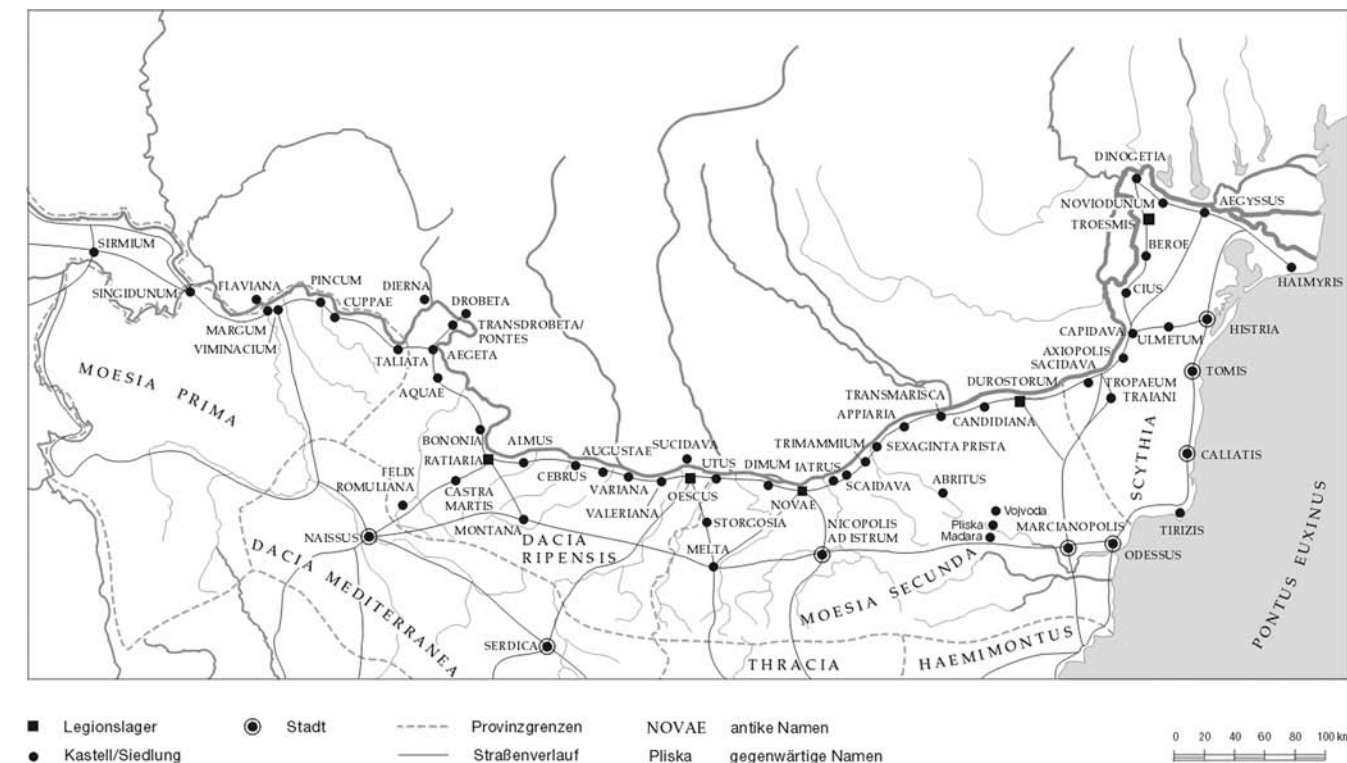 DINOGETIA
NOVIODUNUM
AEGYSSUS
TROESMIS
BEROE
SIRMIUM
HALMYRIS
FLAVIANA
PINCUM
DIERNA
CIUS
SINGIDUNUM
CUPPAE
DROBETA
TRANSDROBETA/
PONTES
MARGUM
VIMINACIUM
CAPIDAVA
ULMETUM
HISTRIA
TALIATA
AEGETA
AXIOPOLIS
SACIDAVA
MOESIA PRIMA
AQUAE
DUROSTORUM
TROPAEUM
TRAIANI
TOMIS
TRANSMARISCA
APPIARIA
CANDIDIANA
BONONIA
AIMUS
AUGUSTAE
SUCIDAVA
TRIMAMMIUM
SEXAGINTA PRISTA
SCYTHIA
RATIARIA
CEBRUS
UTUS
DIMUM
IATRUS
CALLATIS
FELIX
ROMULIANA
VARIANA
OESCUS
SCAIDAVA
ABRITUS
CASTRA
MARTIS
VALERIANA
NOVAE
MONTANA
STORGOSIA
NICOPOLIS
AD ISTRUM
Vojvoda
Pliska
Madara
MARCIANOPOLIS
TIRIZIS
NAISSUS
DACIA
RIPENSIS
MELTA
ODESSUS
DACIA MEDITERRANEA
MOESIA SECUNDA
PONTUS EUXINUS
SERDICA
THRACIA
HAEMIMONTUS
Legionslager
Stadt
Provinzgrenzen
NOVAE antike Namen
Kastell/Siedlung
Straßenverlauf
Pliska gegenwärtige Namen
0 20 40 60 80 100 km